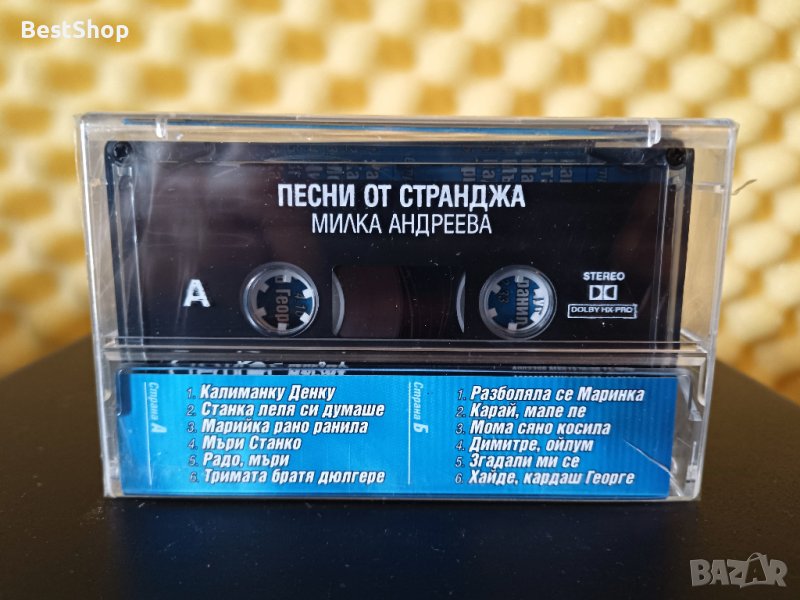 BestShop
ПЕСНИ ОТ СТРАНДЖА
МИЛКА АНДРЕЕВА
A
STEREO
DOLBY HX-PRO
Страна А
1. Калиманку Денку
2. Станка леля си думаше
3. Марийка рано ранила
4. Мъри Станко
5. Радо, мъри
6. Тримата братя дюлгере
Страна Б
1. Разболяла се Маринка
2. Карай, мале ле
3. Мома сяно косила
4. Димитре, ойлум
5. Згадали ми се
6. Хайде, кардаш Георге
BAZAR